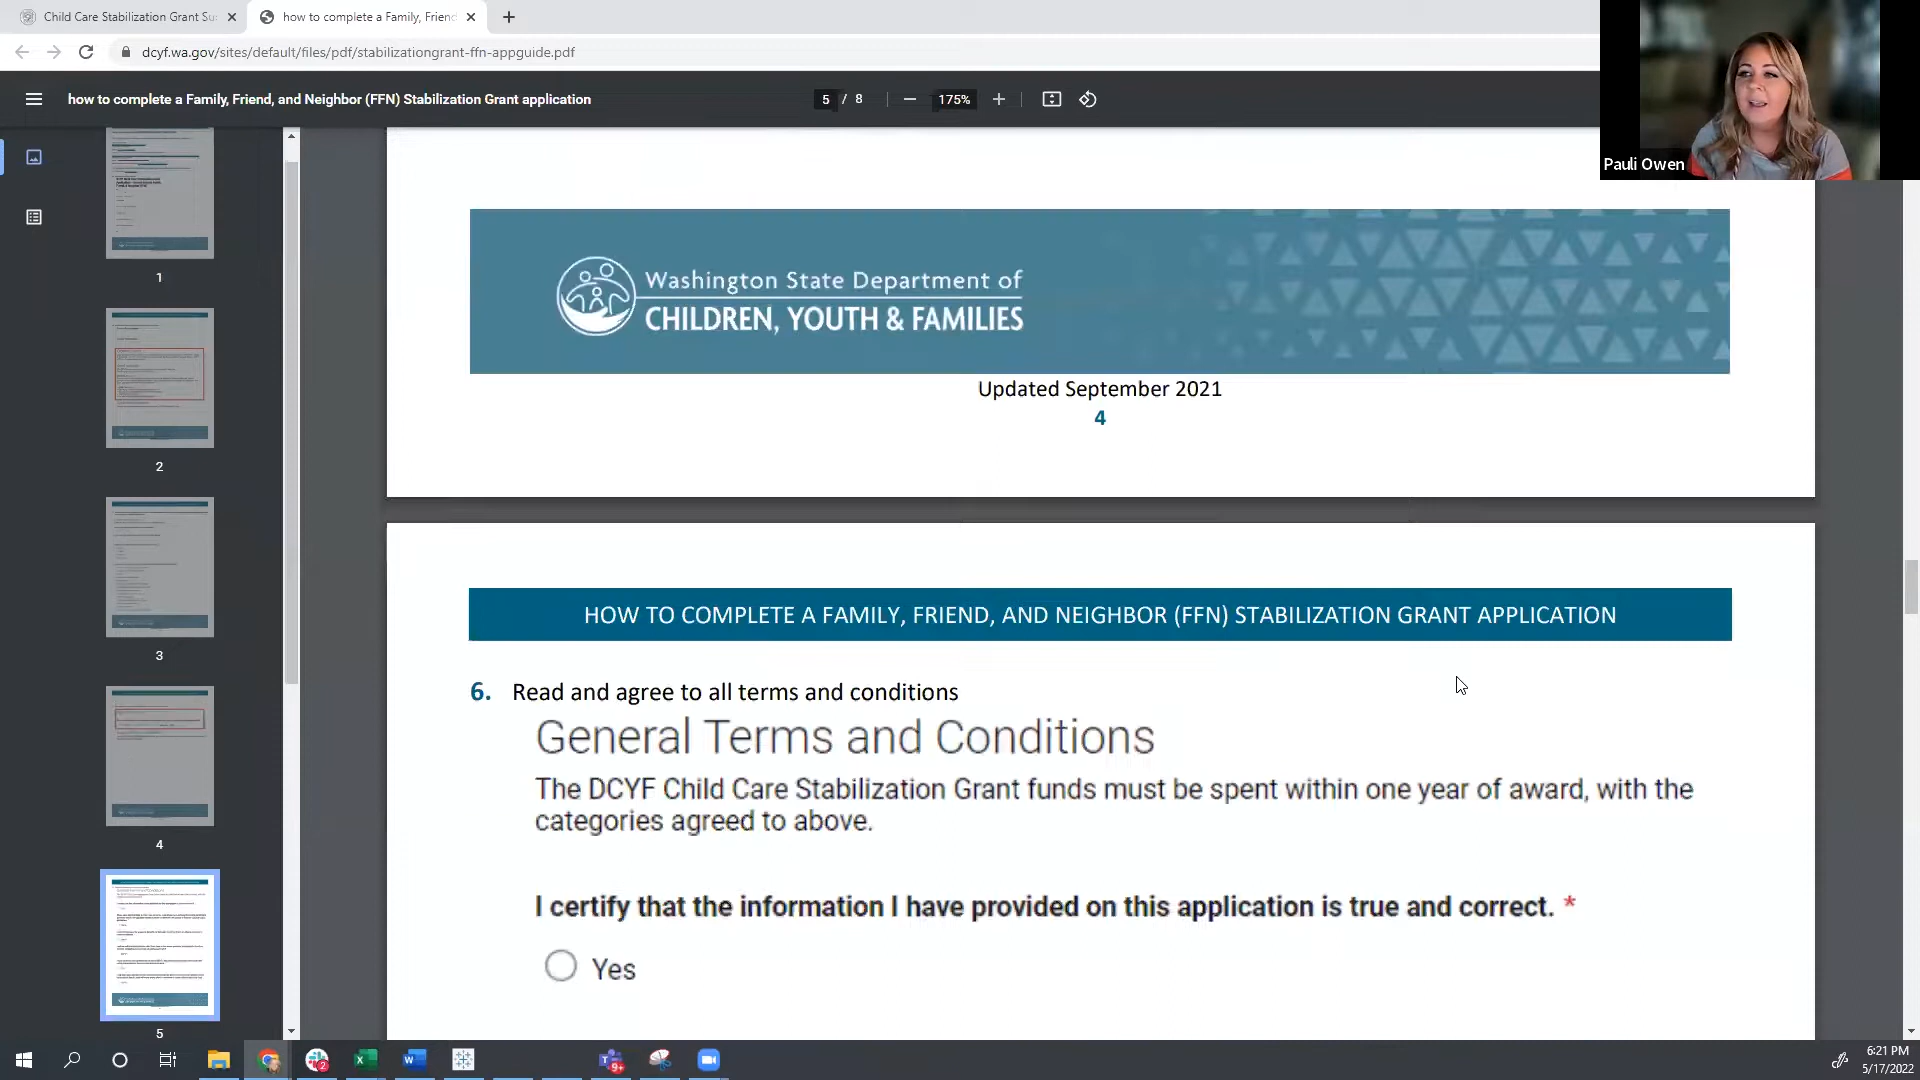 Child Care Stabilization Grant Su
how to complete a Family, Friend
dcyf.wa.gov/sites/default/files/pdf/stabilizationgrant-ffn-appguide.pdf
how to complete a Family, Friend, and Neighbor (FFN) Stabilization Grant application
5 / 8
175%
Pauli Owen
1
2
3
4
5
Washington State Department of
CHILDREN, YOUTH & FAMILIES
Updated September 2021
4
HOW TO COMPLETE A FAMILY, FRIEND, AND NEIGHBOR (FFN) STABILIZATION GRANT APPLICATION
6. Read and agree to all terms and conditions
General Terms and Conditions
The DCYF Child Care Stabilization Grant funds must be spent within one year of award, with the
categories agreed to above.
I certify that the information I have provided on this application is true and correct. *
Yes
2
9+
6:21 PM
5/17/2022